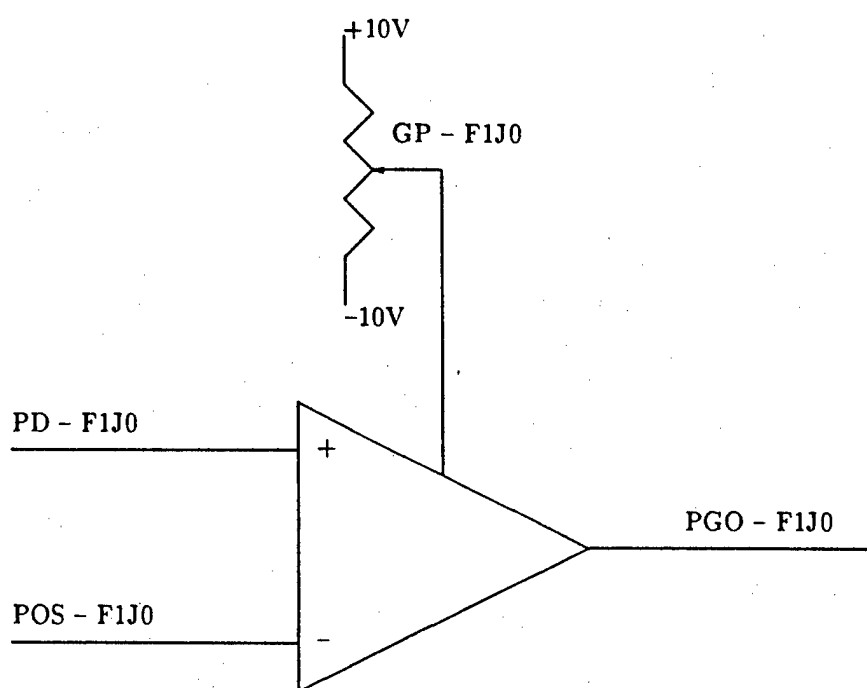 +10V
GP – F1J0
–10V
PD – F1J0
+
PGO – F1J0
POS – F1J0
-